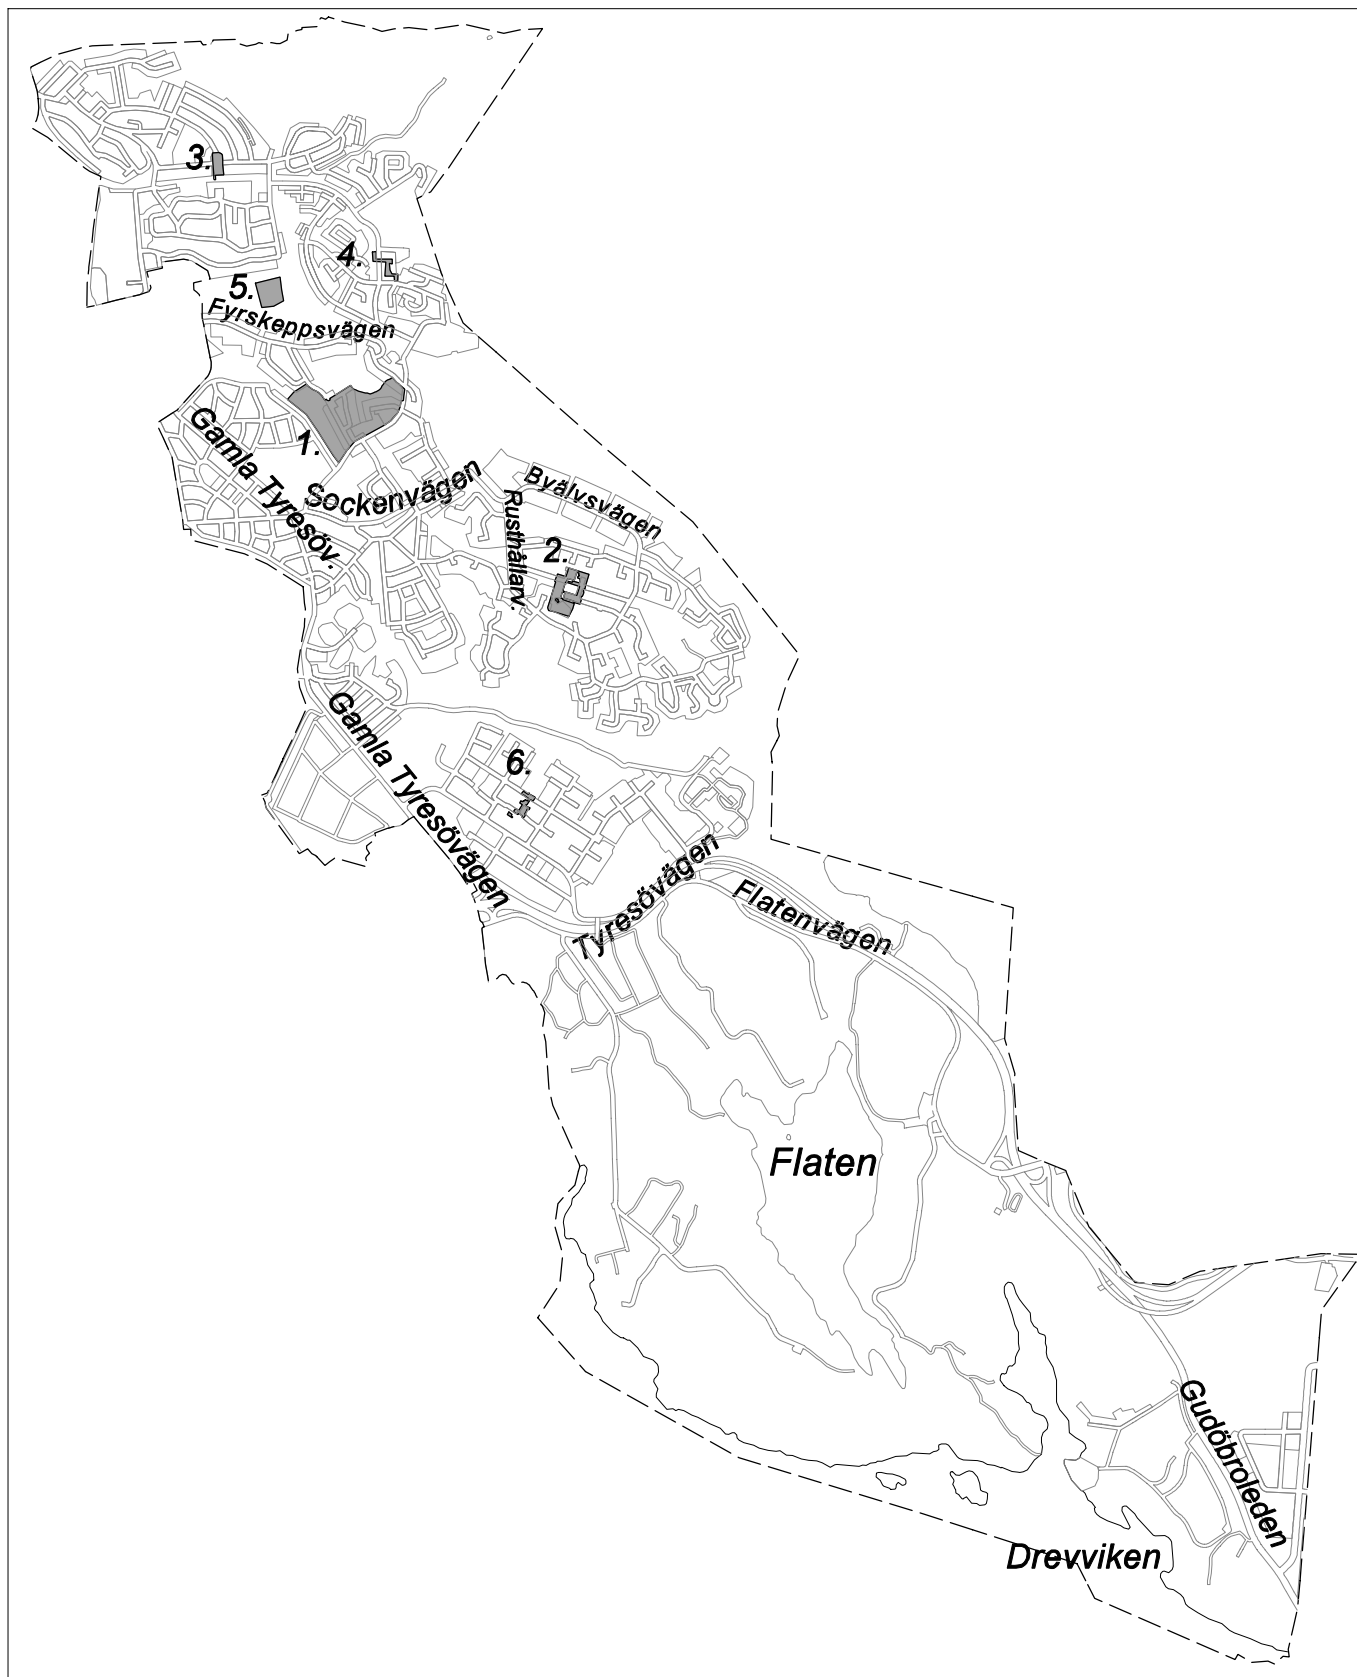 3.
4.
5.
Fyrskeppsvägen
1.
Gamla Tyresöv.
Sockenvägen
Byälvsvägen
Rusthållarv.
2.
Gamla Tyresövägen
6.
Tyresövägen
Flatenvägen
Flaten
Gudöbroleden
Drevviken